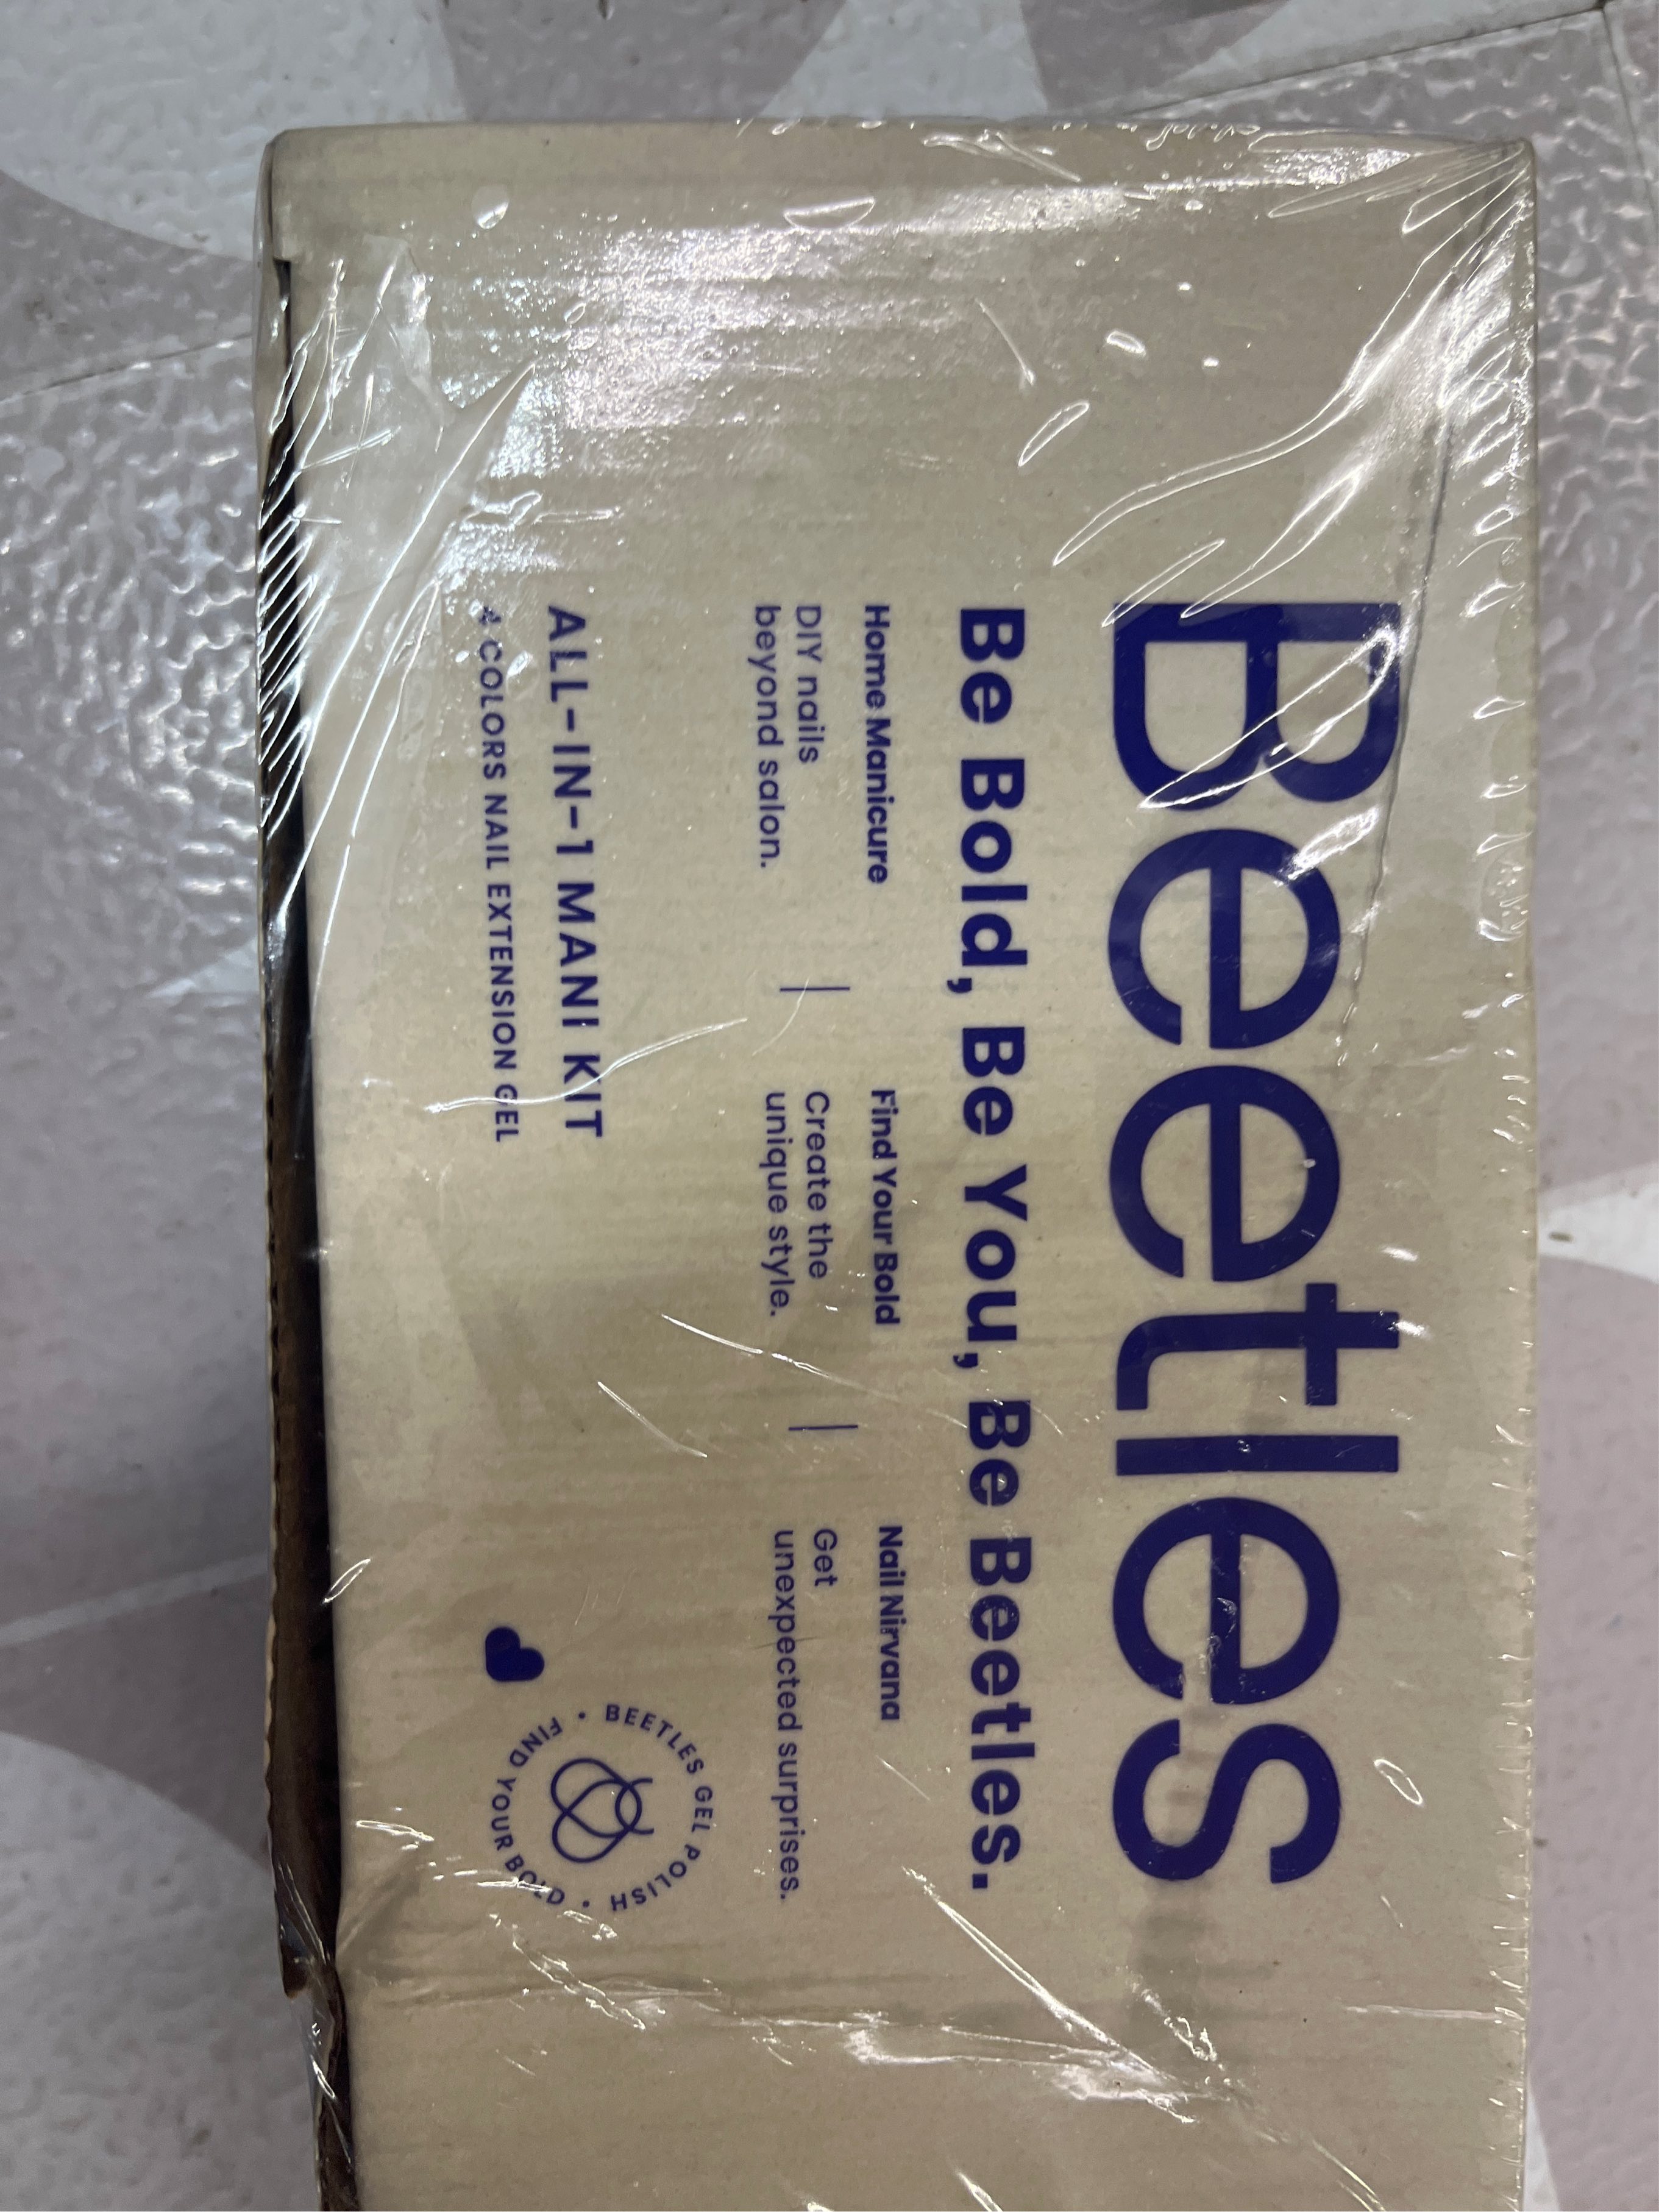 Beetles
Be Bold, Be You, Be Beetles.
Home Manicure
DIY nails
beyond salon.
|
Find Your Bold
Create the
unique style.
|
Nail Nirvana
Get
unexpected surprises.
ALL-IN-1 MANI KIT
4 COLORS NAIL EXTENSION GEL
BEETLES GEL POLISH • FIND YOUR BOLD •